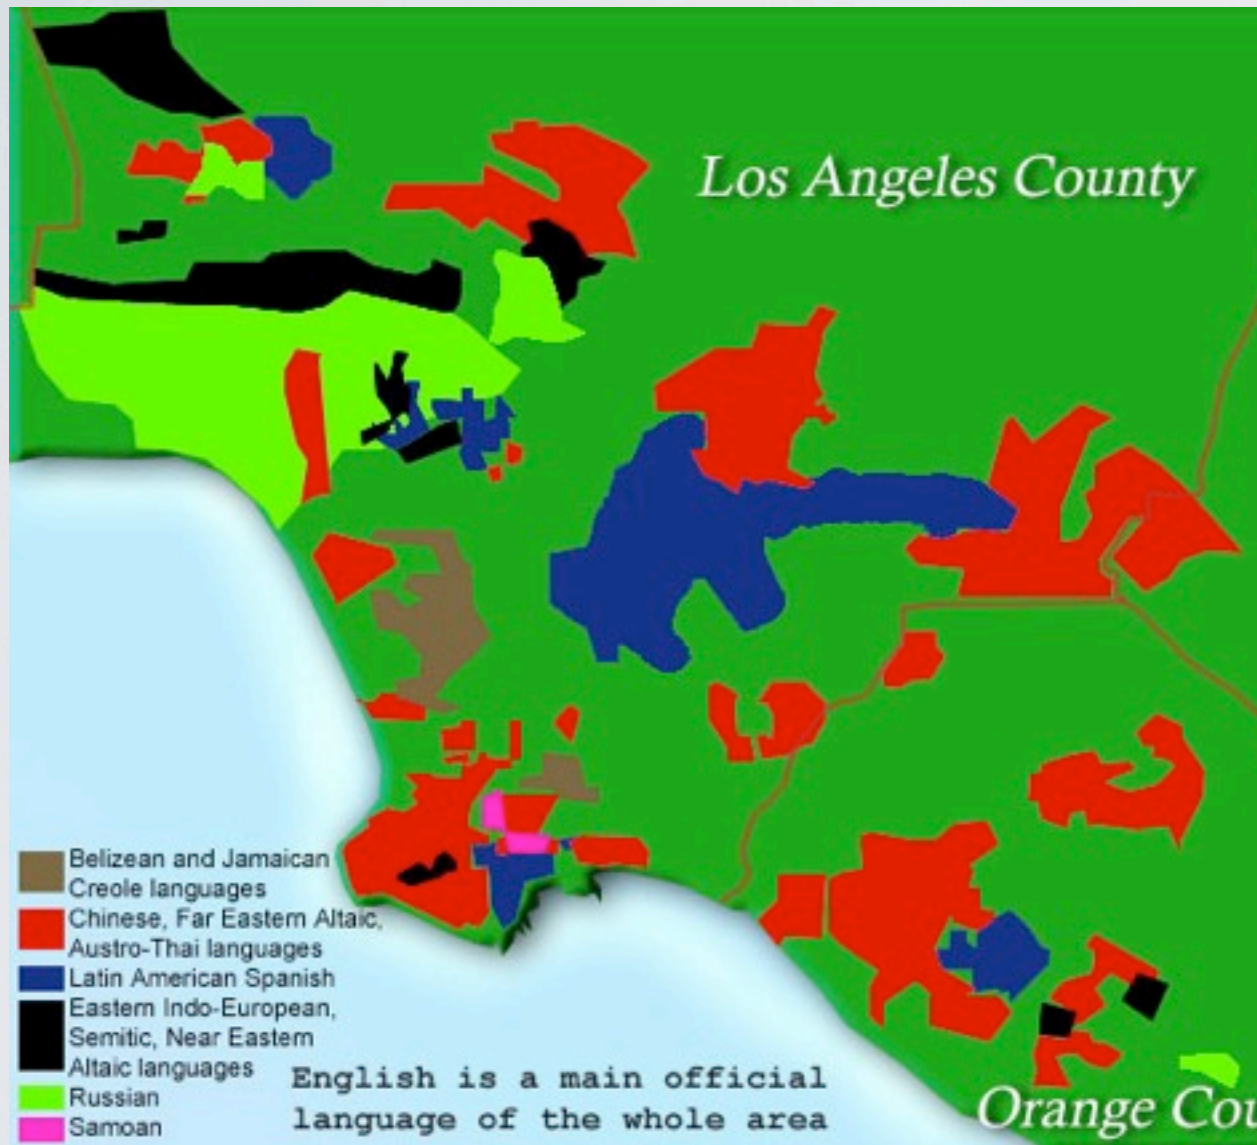 Los Angeles County
Belizean and Jamaican
Creole languages
Chinese, Far Eastern Altaic,
Austro-Thai languages
Latin American Spanish
Eastern Indo-European,
Semitic, Near Eastern
Altaic languages
Russian
Samoan
English is a main official
language of the whole area
Orange Cou